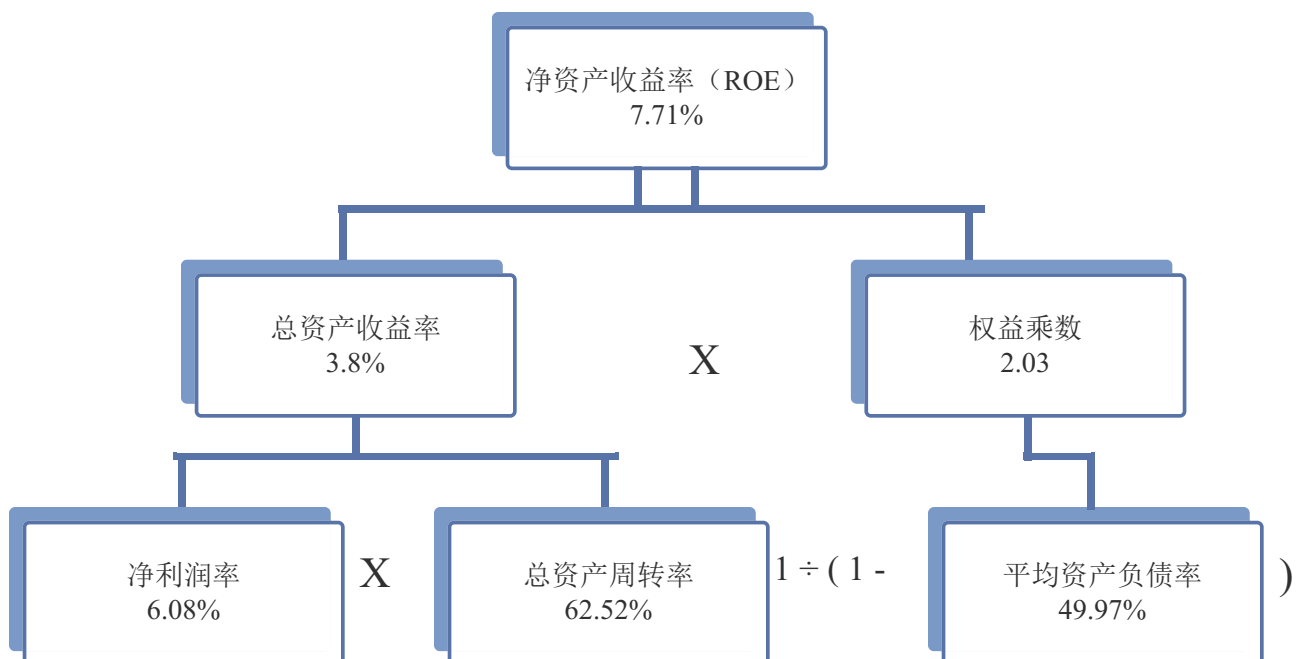 净资产收益率（ROE）
7.71%
总资产收益率
3.8%
X
权益乘数
2.03
净利润率
6.08%
X
总资产周转率
62.52%
1 ÷ ( 1 -
平均资产负债率
49.97%
)